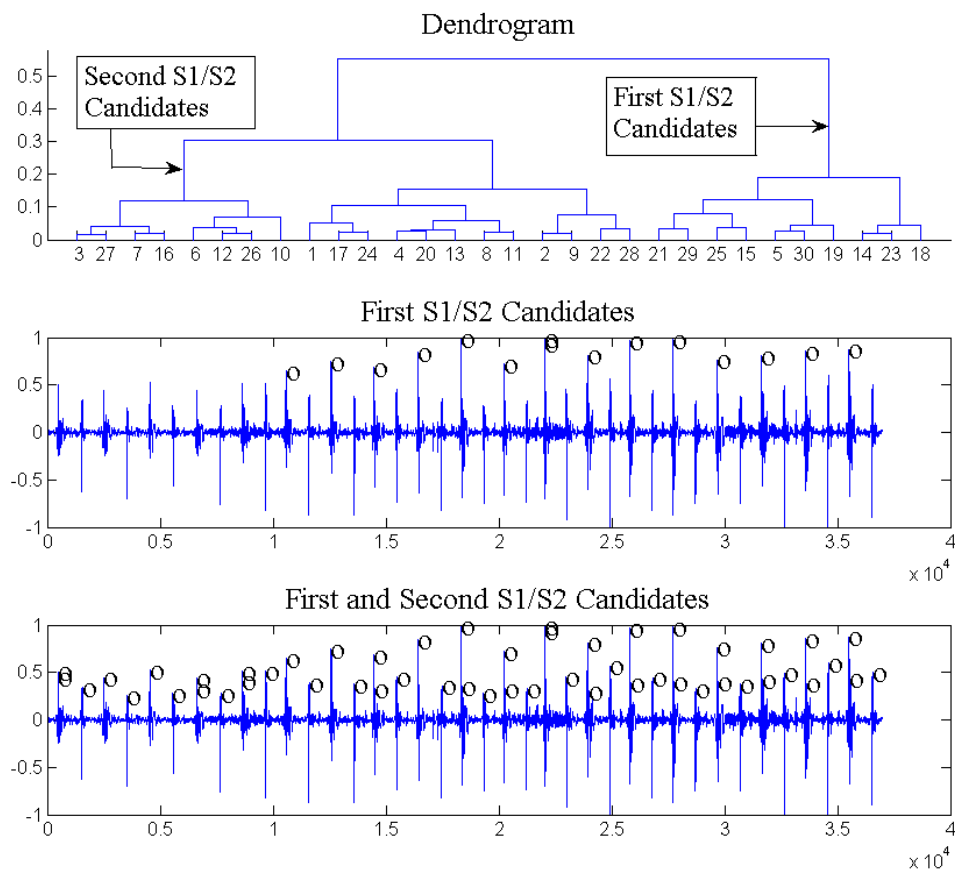 Dendrogram
Second S1/S2
Candidates
First S1/S2
Candidates
0.5
0.4
0.3
0.2
0.1
0
3 27 7 16 6 12 26 10 1 17 24 4 20 13 8 11 2 9 22 28 21 29 25 15 5 30 19 14 23 18
First S1/S2 Candidates
1
0.5
0
-0.5
-1
0 0.5 1 1.5 2 2.5 3 3.5 4
x 10^4
First and Second S1/S2 Candidates
1
0.5
0
-0.5
-1
0 0.5 1 1.5 2 2.5 3 3.5 4
x 10^4